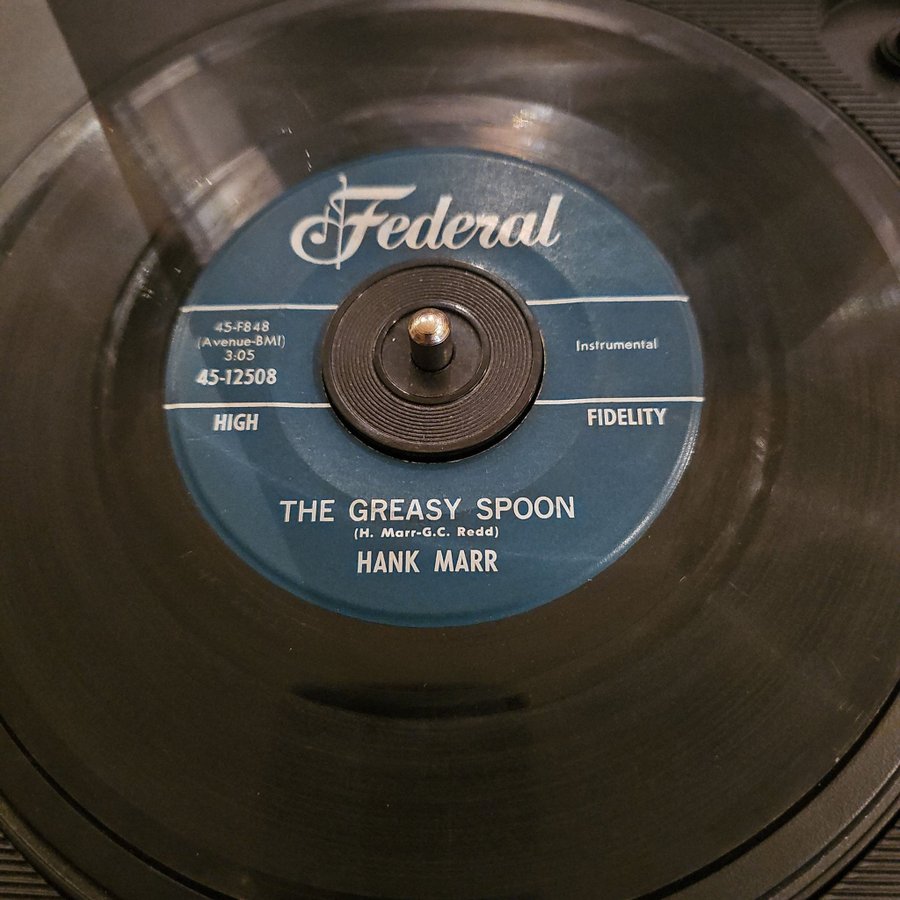 Federal
45-F848
(Avenue-BMI)
3:05
45-12508
Instrumental
HIGH
FIDELITY
THE GREASY SPOON
(H. Marr-G.C. Redd)
HANK MARR